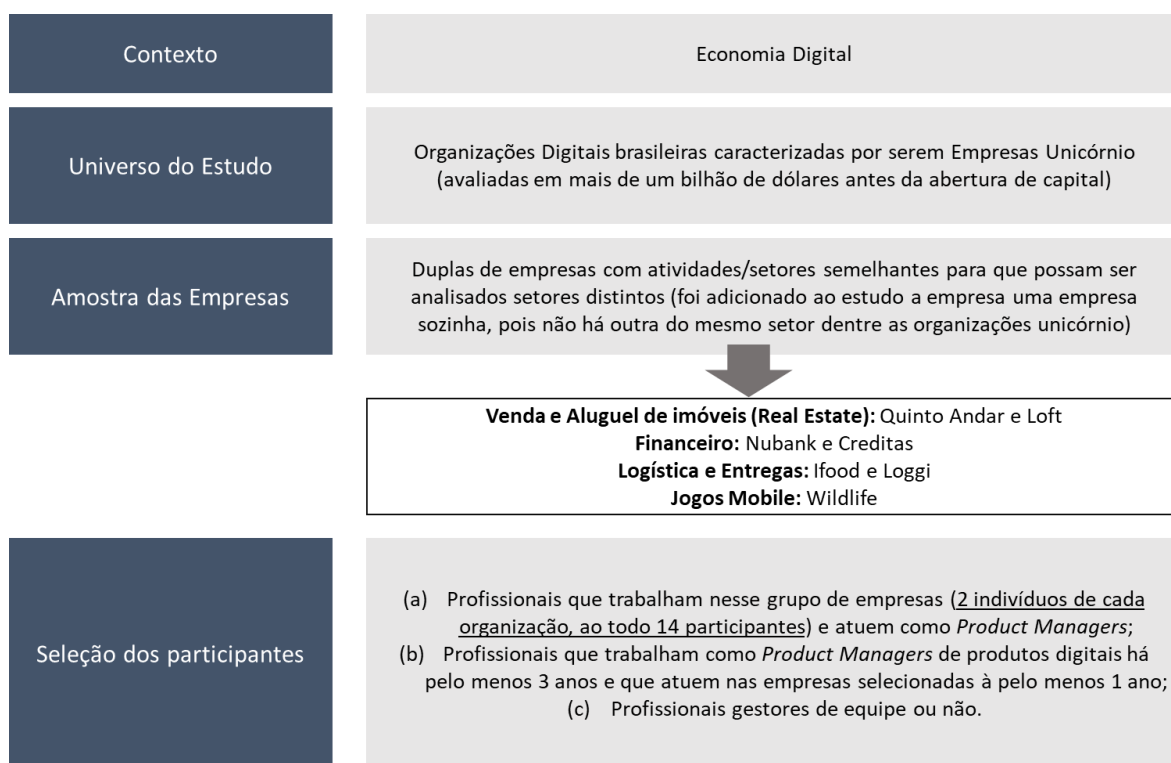 Contexto
Economia Digital
Universo do Estudo
Organizações Digitais brasileiras caracterizadas por serem Empresas Unicórnio
(avaliadas em mais de um bilhão de dólares antes da abertura de capital)
Amostra das Empresas
Duplas de empresas com atividades/setores semelhantes para que possam ser
analisados setores distintos (foi adicionado ao estudo a empresa uma empresa
sozinha, pois não há outra do mesmo setor dentre as organizações unicórnio)
Venda e Aluguel de imóveis (Real Estate): Quinto Andar e Loft
Financeiro: Nubank e Creditas
Logística e Entregas: Ifood e Loggi
Jogos Mobile: Wildlife
Seleção dos participantes
(a) Profissionais que trabalham nesse grupo de empresas (2 indivíduos de cada
organização, ao todo 14 participantes) e atuem como Product Managers;
(b) Profissionais que trabalham como Product Managers de produtos digitais há
pelo menos 3 anos e que atuem nas empresas selecionadas à pelo menos 1 ano;
(c) Profissionais gestores de equipe ou não.